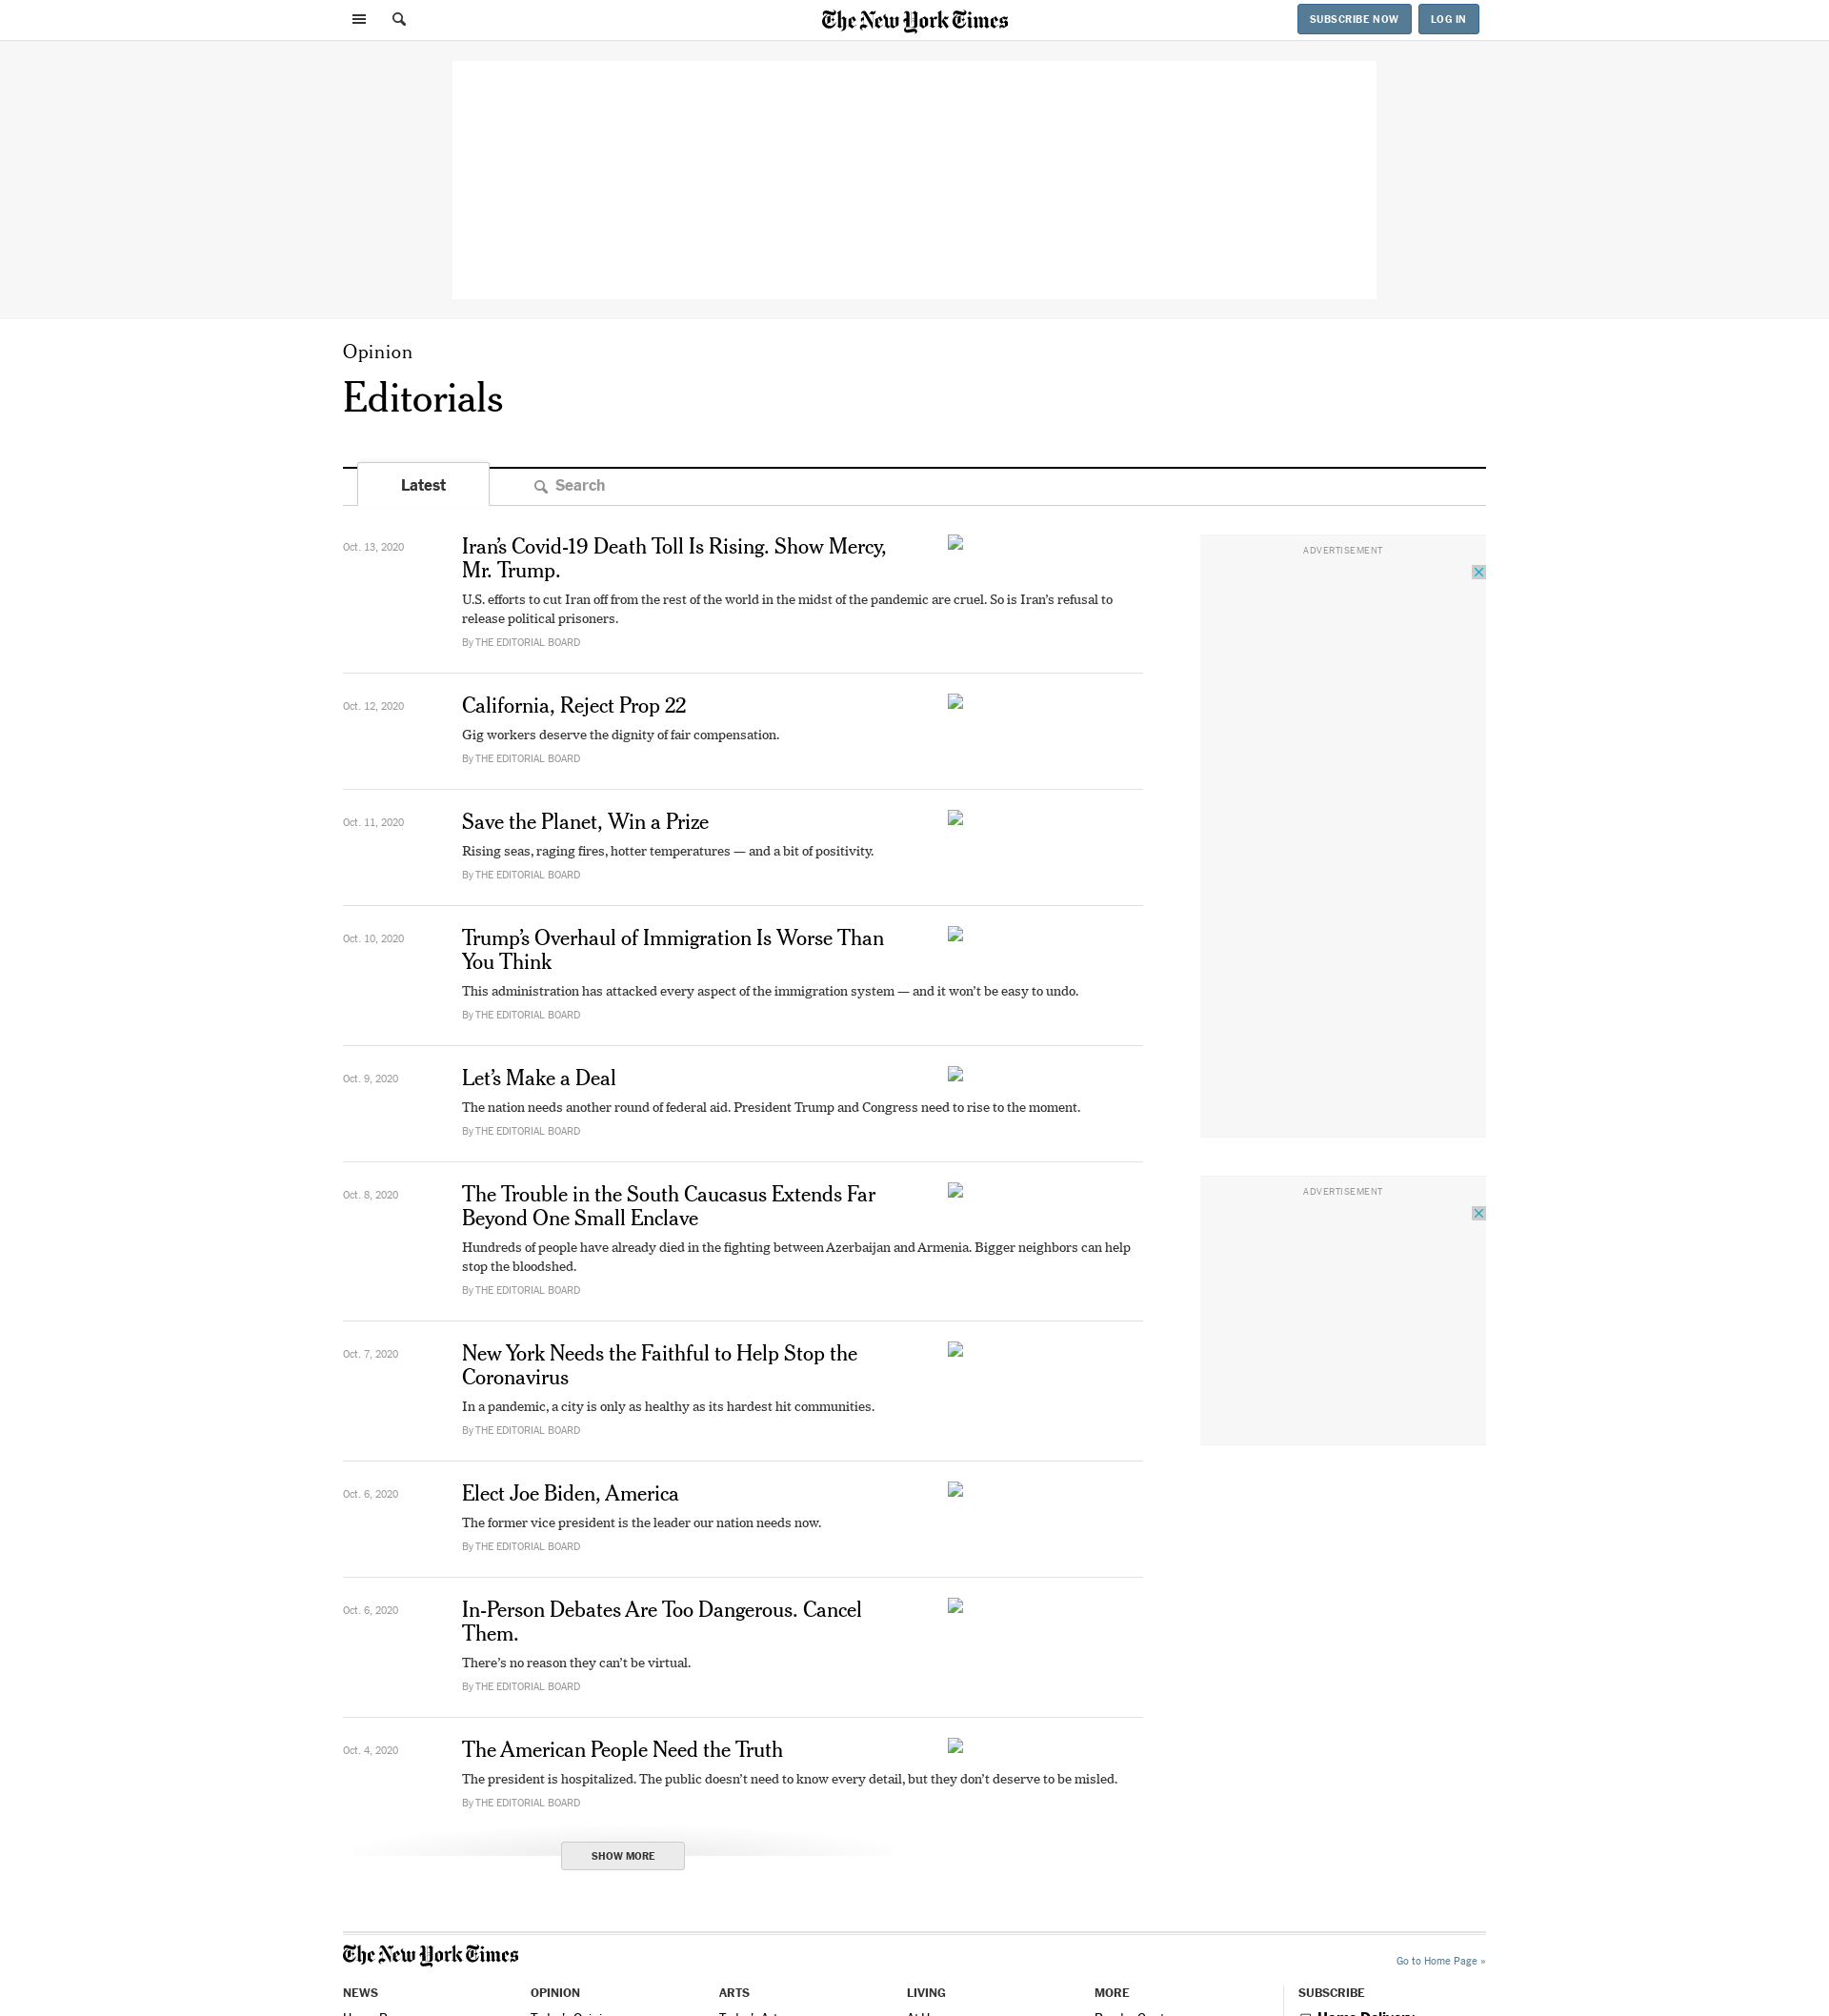 The New York Times
SUBSCRIBE NOW
LOG IN
Opinion
Editorials
Latest
Search
Oct. 13, 2020
Iran’s Covid-19 Death Toll Is Rising. Show Mercy,
Mr. Trump.
U.S. efforts to cut Iran off from the rest of the world in the midst of the pandemic are cruel. So is Iran’s refusal to
release political prisoners.
By THE EDITORIAL BOARD
ADVERTISEMENT
Oct. 12, 2020
California, Reject Prop 22
Gig workers deserve the dignity of fair compensation.
By THE EDITORIAL BOARD
Oct. 11, 2020
Save the Planet, Win a Prize
Rising seas, raging fires, hotter temperatures — and a bit of positivity.
By THE EDITORIAL BOARD
Oct. 10, 2020
Trump’s Overhaul of Immigration Is Worse Than
You Think
This administration has attacked every aspect of the immigration system — and it won’t be easy to undo.
By THE EDITORIAL BOARD
Oct. 9, 2020
Let’s Make a Deal
The nation needs another round of federal aid. President Trump and Congress need to rise to the moment.
By THE EDITORIAL BOARD
Oct. 8, 2020
The Trouble in the South Caucasus Extends Far
Beyond One Small Enclave
Hundreds of people have already died in the fighting between Azerbaijan and Armenia. Bigger neighbors can help
stop the bloodshed.
By THE EDITORIAL BOARD
ADVERTISEMENT
Oct. 7, 2020
New York Needs the Faithful to Help Stop the
Coronavirus
In a pandemic, a city is only as healthy as its hardest hit communities.
By THE EDITORIAL BOARD
Oct. 6, 2020
Elect Joe Biden, America
The former vice president is the leader our nation needs now.
By THE EDITORIAL BOARD
Oct. 6, 2020
In-Person Debates Are Too Dangerous. Cancel
Them.
There’s no reason they can’t be virtual.
By THE EDITORIAL BOARD
Oct. 4, 2020
The American People Need the Truth
The president is hospitalized. The public doesn’t need to know every detail, but they don’t deserve to be misled.
By THE EDITORIAL BOARD
SHOW MORE
The New York Times
Go to Home Page »
NEWS
OPINION
ARTS
LIVING
MORE
SUBSCRIBE
Home Delivery